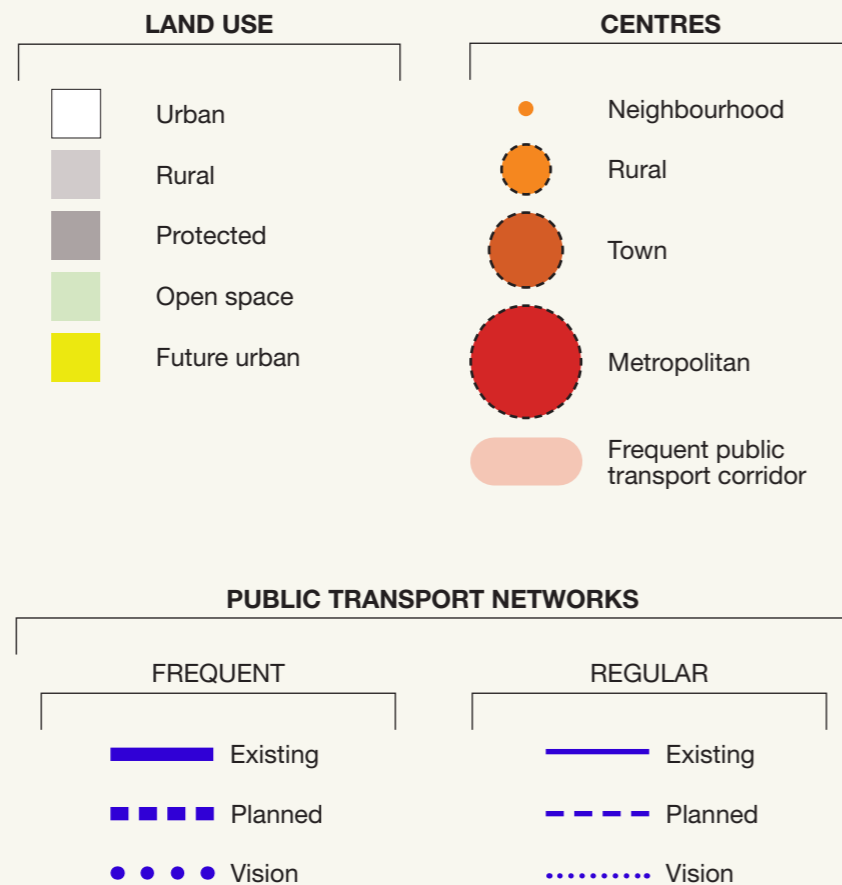 LAND USE
Urban
Rural
Protected
Open space
Future urban
CENTRES
Neighbourhood
Rural
Town
Metropolitan
Frequent public
transport corridor
PUBLIC TRANSPORT NETWORKS
FREQUENT
Existing
Planned
Vision
REGULAR
Existing
Planned
Vision